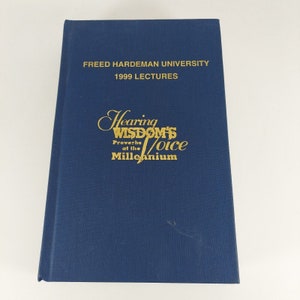 FREED HARDEMAN UNIVERSITY
1999 LECTURES
Hearing
WISDOM'S
Voice
Proverbs
at the
Millennium